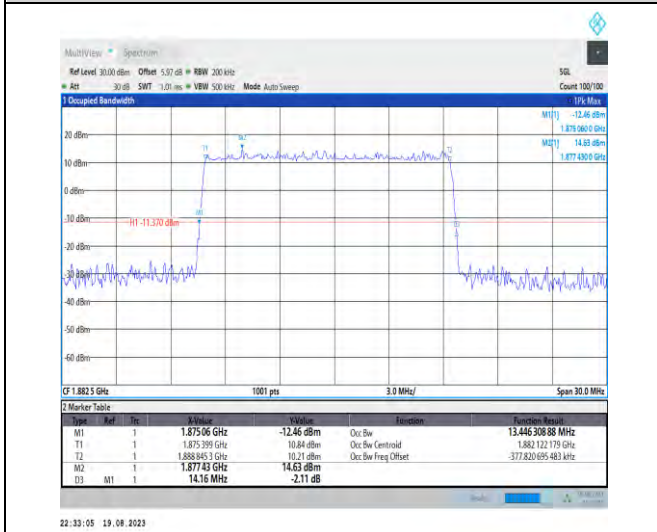 MultiView Spectrum
Ref Level 30.00 dBm Offset 5.97 dB RBW 200 kHz SGL
Att 30 dB SWT 1.01 ms VBW 500 kHz Mode Auto Sweep Count 100/100
1 Occupied Bandwidth 1Pk Max
M1[1] -12.46 dBm
1.875 060 0 GHz
M2[1] 14.63 dBm
1.877 430 0 GHz
20 dBm
T1 M2 T2
10 dBm
0 dBm
-10 dBm
H1 -11.370 dBm
-20 dBm
-30 dBm
-40 dBm
-50 dBm
-60 dBm
CF 1.882 5 GHz 1001 pts 3.0 MHz/ Span 30.0 MHz
2 Marker Table
Type Ref Trc X-Value Y-Value Function Function Result
M1 1 1.875 06 GHz -12.46 dBm Occ Bw 13.446 308 88 MHz
T1 1 1.875 399 GHz 10.84 dBm Occ Bw Centroid 1.882 122 179 GHz
T2 1 1.888 845 3 GHz 10.21 dBm Occ Bw Freq Offset -377.820 695 483 kHz
M2 1 1.877 43 GHz 14.63 dBm
D3 M1 1 14.16 MHz -2.11 dB
22:33:05 19.08.2023